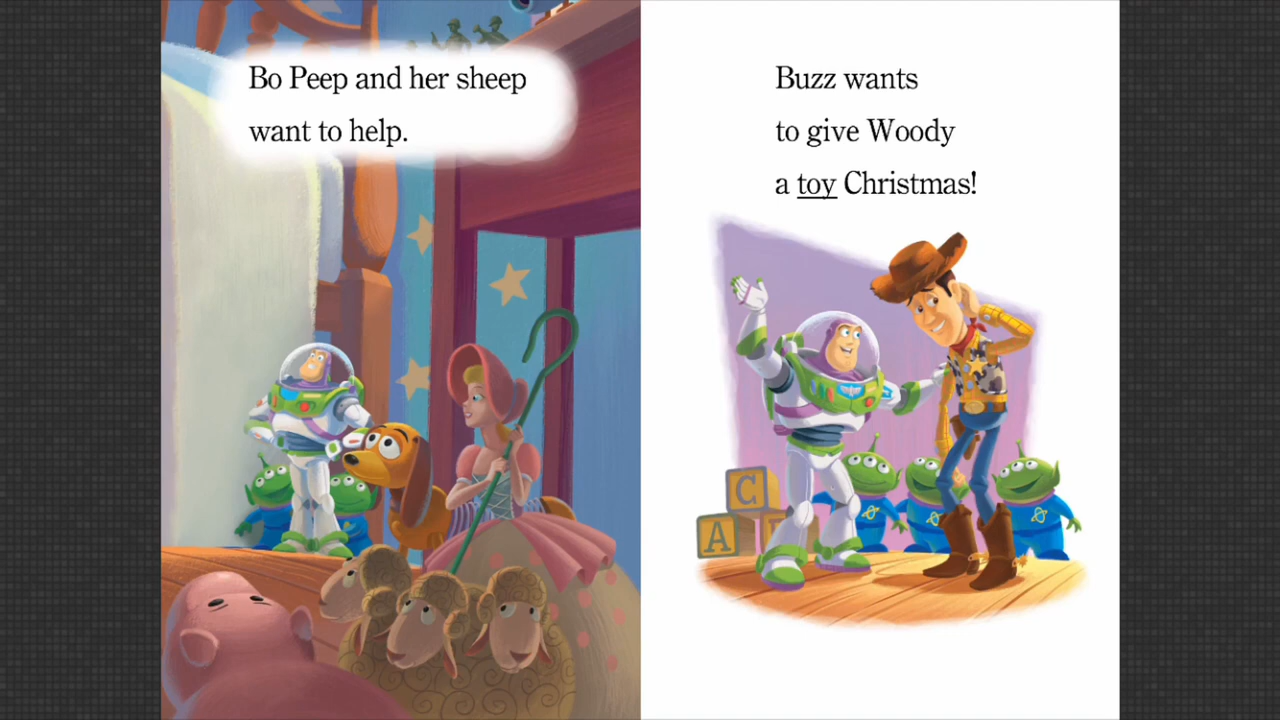 Bo Peep and her sheep
want to help.
Buzz wants
to give Woody
a toy Christmas!
C
A